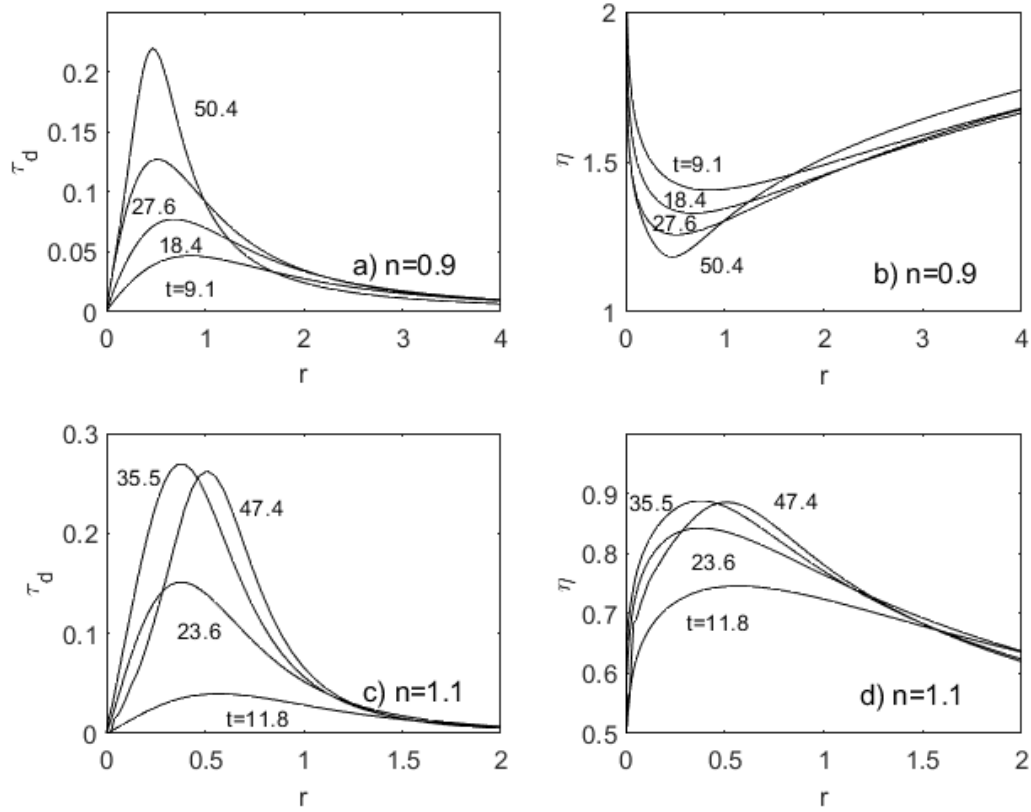 0.2
0.15
0.1
0.05
0
τd
50.4
27.6
18.4
t=9.1
a) n=0.9
0 1 2 3 4
r
2
1.5
1
η
t=9.1
18.4
27.6
50.4
b) n=0.9
0 1 2 3 4
r
0.3
0.2
0.1
0
τd
35.5
47.4
23.6
t=11.8
c) n=1.1
0 0.5 1 1.5 2
r
0.9
0.8
0.7
0.6
0.5
η
35.5
47.4
23.6
t=11.8
d) n=1.1
0 0.5 1 1.5 2
r